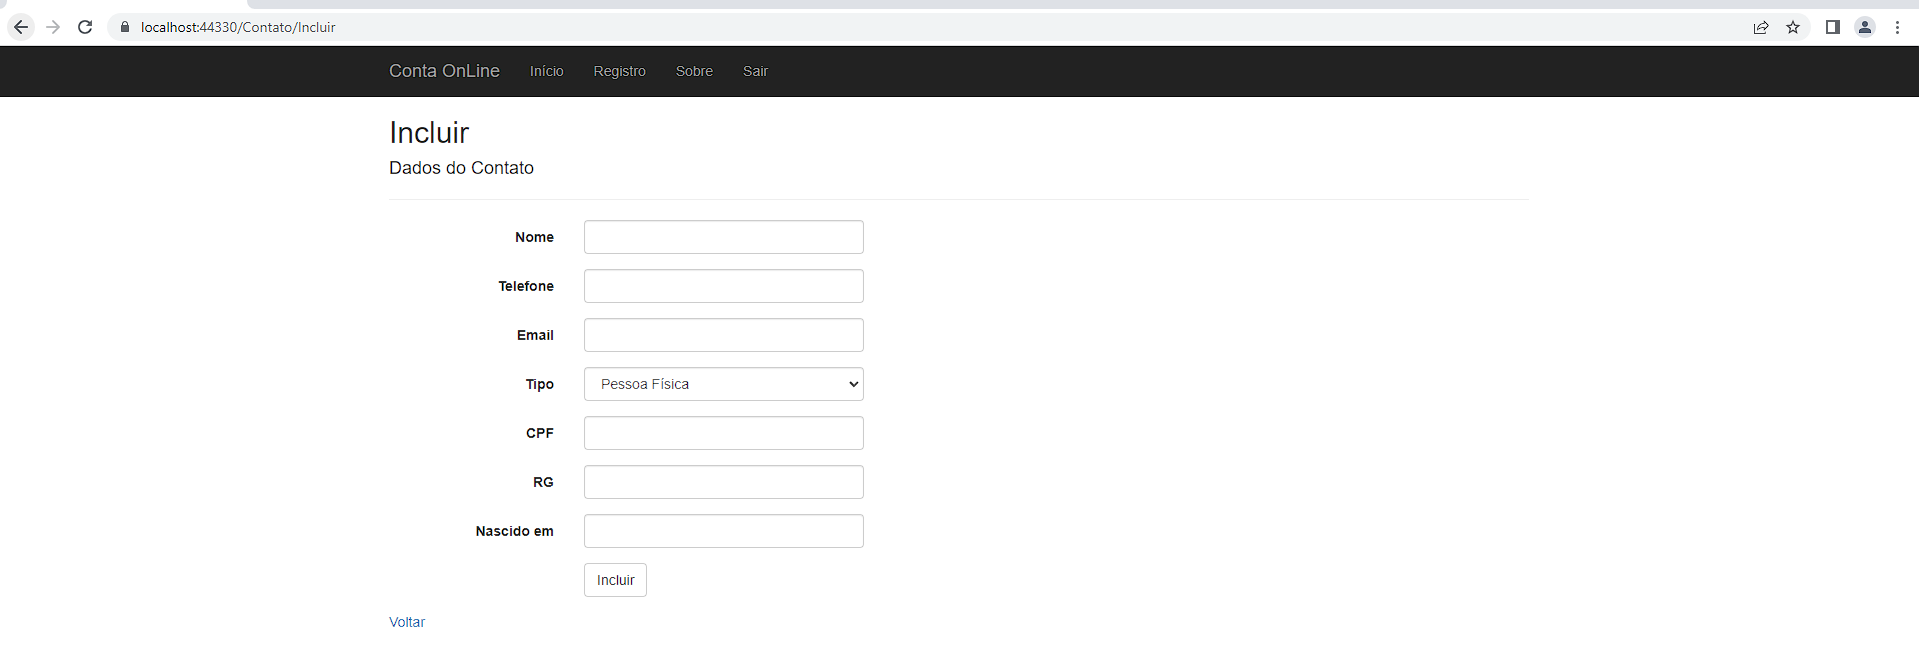 localhost:44330/Contato/Incluir
Conta OnLine Início Registro Sobre Sair
Incluir
Dados do Contato
Nome
Telefone
Email
Tipo Pessoa Física
CPF
RG
Nascido em
Incluir
Voltar